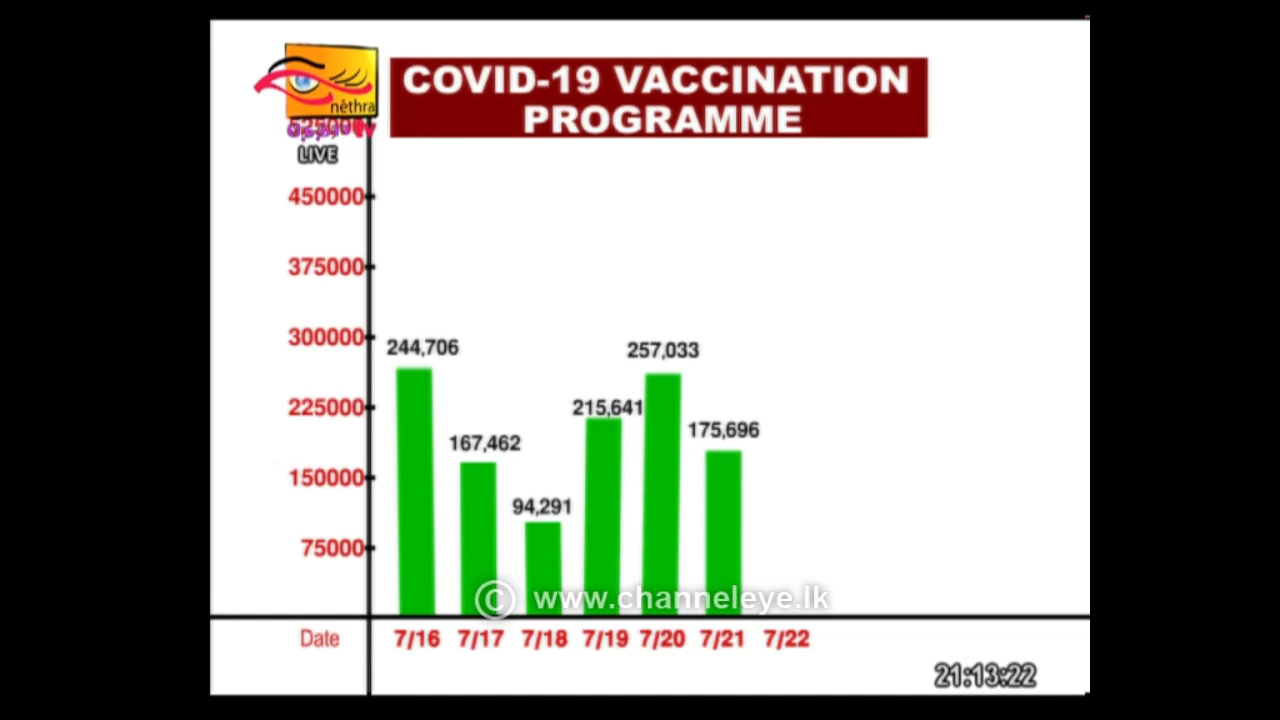 COVID-19 VACCINATION
PROGRAMME
nethra
tv
LIVE
450000
375000
300000
225000
150000
75000
244,706
167,462
94,291
215,641
257,033
175,696
© www.channeleye.lk
Date 7/16 7/17 7/18 7/19 7/20 7/21 7/22
21:13:22